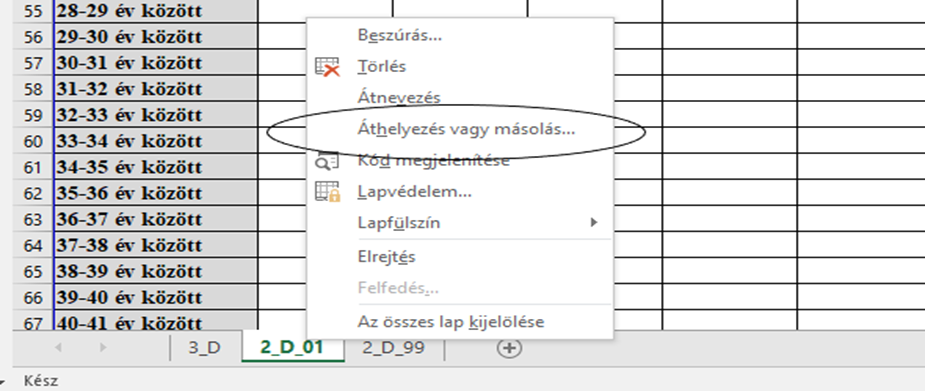 55 28-29 év között
56 29-30 év között
57 30-31 év között
58 31-32 év között
59 32-33 év között
60 33-34 év között
61 34-35 év között
62 35-36 év között
63 36-37 év között
64 37-38 év között
65 38-39 év között
66 39-40 év között
67 40-41 év között
Beszúrás...
Törlés
Átnevezés
Áthelyezés vagy másolás...
Kód megjelenítése
Lapvédelem...
Lapfülszín
Elrejtés
Felfedés...
Az összes lap kijelölése
3_D 2_D_01 2_D_99
Kész